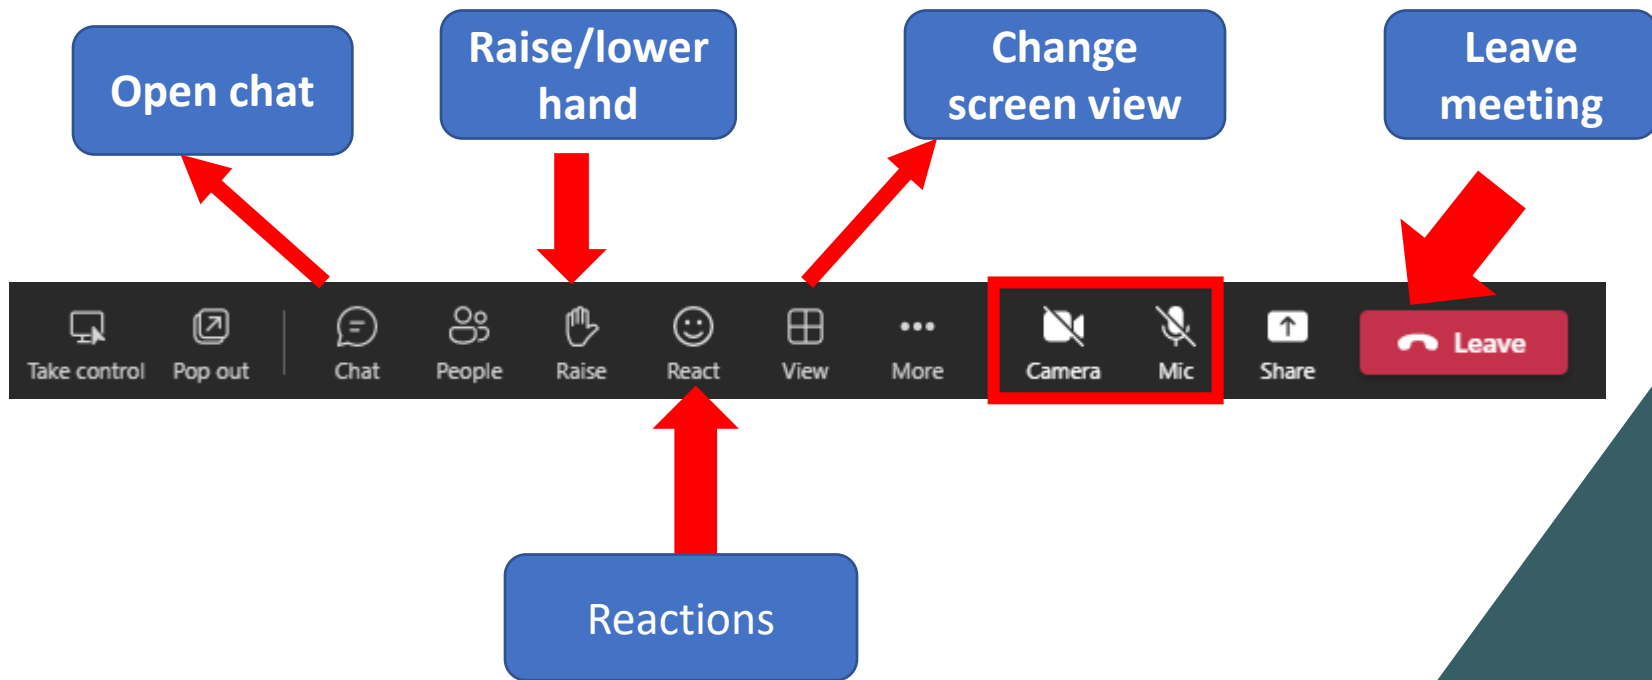 Open chat
Raise/lower
hand
Change
screen view
Leave
meeting
Take control
Pop out
Chat
People
Raise
React
View
More
Camera
Mic
Share
Leave
Reactions